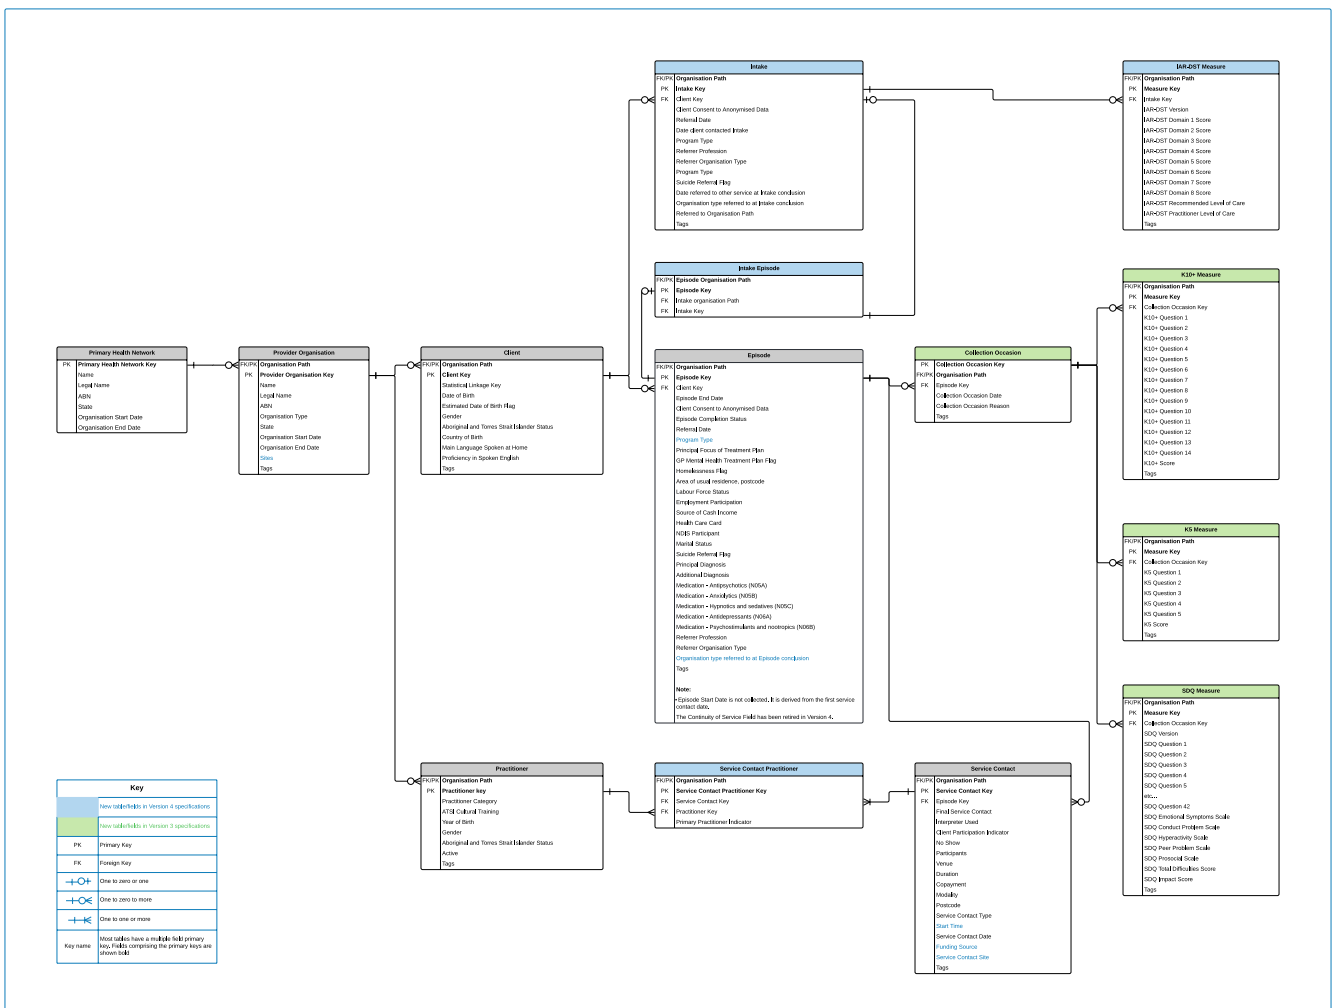 Intake
FK/PK Organisation Path
PK Intake Key
FK Client Key
Client Consent to Anonymised Data
Referral Date
Date client contacted Intake
Program Type
Referrer Profession
Referrer Organisation Type
Program Type
Suicide Referral Flag
Date referred to other service at Intake conclusion
Organisation type referred to at Intake conclusion
Referred to Organisation Path
Tags
IAR-DST Measure
FK/PK Organisation Path
PK Measure Key
FK Intake Key
IAR-DST Version
IAR-DST Domain 1 Score
IAR-DST Domain 2 Score
IAR-DST Domain 3 Score
IAR-DST Domain 4 Score
IAR-DST Domain 5 Score
IAR-DST Domain 6 Score
IAR-DST Domain 7 Score
IAR-DST Domain 8 Score
IAR-DST Recommended Level of Care
IAR-DST Practitioner Level of Care
Tags
Intake Episode
FK/PK Episode Organisation Path
PK Episode Key
FK Intake organisation Path
FK Intake Key
K10+ Measure
FK/PK Organisation Path
PK Measure Key
FK Collection Occasion Key
K10+ Question 1
K10+ Question 2
K10+ Question 3
K10+ Question 4
K10+ Question 5
K10+ Question 6
K10+ Question 7
K10+ Question 8
K10+ Question 9
K10+ Question 10
K10+ Question 11
K10+ Question 12
K10+ Question 13
K10+ Question 14
K10+ Score
Tags
Primary Health Network
PK Primary Health Network Key
Name
Legal Name
ABN
State
Organisation Start Date
Organisation End Date
Provider Organisation
FK/PK Organisation Path
PK Provider Organisation Key
Name
Legal Name
ABN
Organisation Type
State
Organisation Start Date
Organisation End Date
Sites
Tags
Client
FK/PK Organisation Path
PK Client Key
Statistical Linkage Key
Date of Birth
Estimated Date of Birth Flag
Gender
Aboriginal and Torres Strait Islander Status
Country of Birth
Main Language Spoken at Home
Proficiency in Spoken English
Tags
Episode
FK/PK Organisation Path
PK Episode Key
FK Client Key
Episode End Date
Client Consent to Anonymised Data
Episode Completion Status
Referral Date
Program Type
Principal Focus of Treatment Plan
GP Mental Health Treatment Plan Flag
Homelessness Flag
Area of usual residence, postcode
Labour Force Status
Employment Participation
Source of Cash Income
Health Care Card
NDIS Participant
Marital Status
Suicide Referral Flag
Principal Diagnosis
Additional Diagnosis
Medication - Antipsychotics (N05A)
Medication - Anxiolytics (N05B)
Medication - Hypnotics and sedatives (N05C)
Medication - Antidepressants (N06A)
Medication - Psychostimulants and nootropics (N06B)
Referrer Profession
Referrer Organisation Type
Organisation type referred to at Episode conclusion
Tags
Note:
- Episode Start Date is not collected. It is derived from the first service
contact date.
The Continuity of Service Field has been retired in Version 4.
Collection Occasion
PK Collection Occasion Key
FK/PK Organisation Path
FK Episode Key
Collection Occasion Date
Collection Occasion Reason
Tags
K5 Measure
FK/PK Organisation Path
PK Measure Key
FK Collection Occasion Key
K5 Question 1
K5 Question 2
K5 Question 3
K5 Question 4
K5 Question 5
K5 Score
Tags
SDQ Measure
FK/PK Organisation Path
PK Measure Key
FK Collection Occasion Key
SDQ Version
SDQ Question 1
SDQ Question 2
SDQ Question 3
SDQ Question 4
SDQ Question 5
etc...
SDQ Question 42
SDQ Emotional Symptoms Scale
SDQ Conduct Problem Scale
SDQ Hyperactivity Scale
SDQ Peer Problem Scale
SDQ Prosocial Scale
SDQ Total Difficulties Score
SDQ Impact Score
Tags
Practitioner
FK/PK Organisation Path
PK Practitioner key
Practitioner Category
ATSI Cultural Training
Year of Birth
Gender
Aboriginal and Torres Strait Islander Status
Active
Tags
Service Contact Practitioner
FK/PK Organisation Path
PK Service Contact Practitioner Key
FK Service Contact Key
FK Practitioner Key
Primary Practitioner Indicator
Service Contact
FK/PK Organisation Path
PK Service Contact Key
FK Episode Key
Final Service Contact
Interpreter Used
Client Participation Indicator
No Show
Participants
Venue
Duration
Copayment
Modality
Postcode
Service Contact Type
Start Time
Service Contact Date
Funding Source
Service Contact Site
Tags
Key
New table/fields in Version 4 specifications
New table/fields in Version 2 specifications
PK Primary Key
FK Foreign Key
One to zero or one
One to zero to more
One to one or more
Key name Most tables have a multiple field primary
key. Fields comprising the primary keys are
shown bold